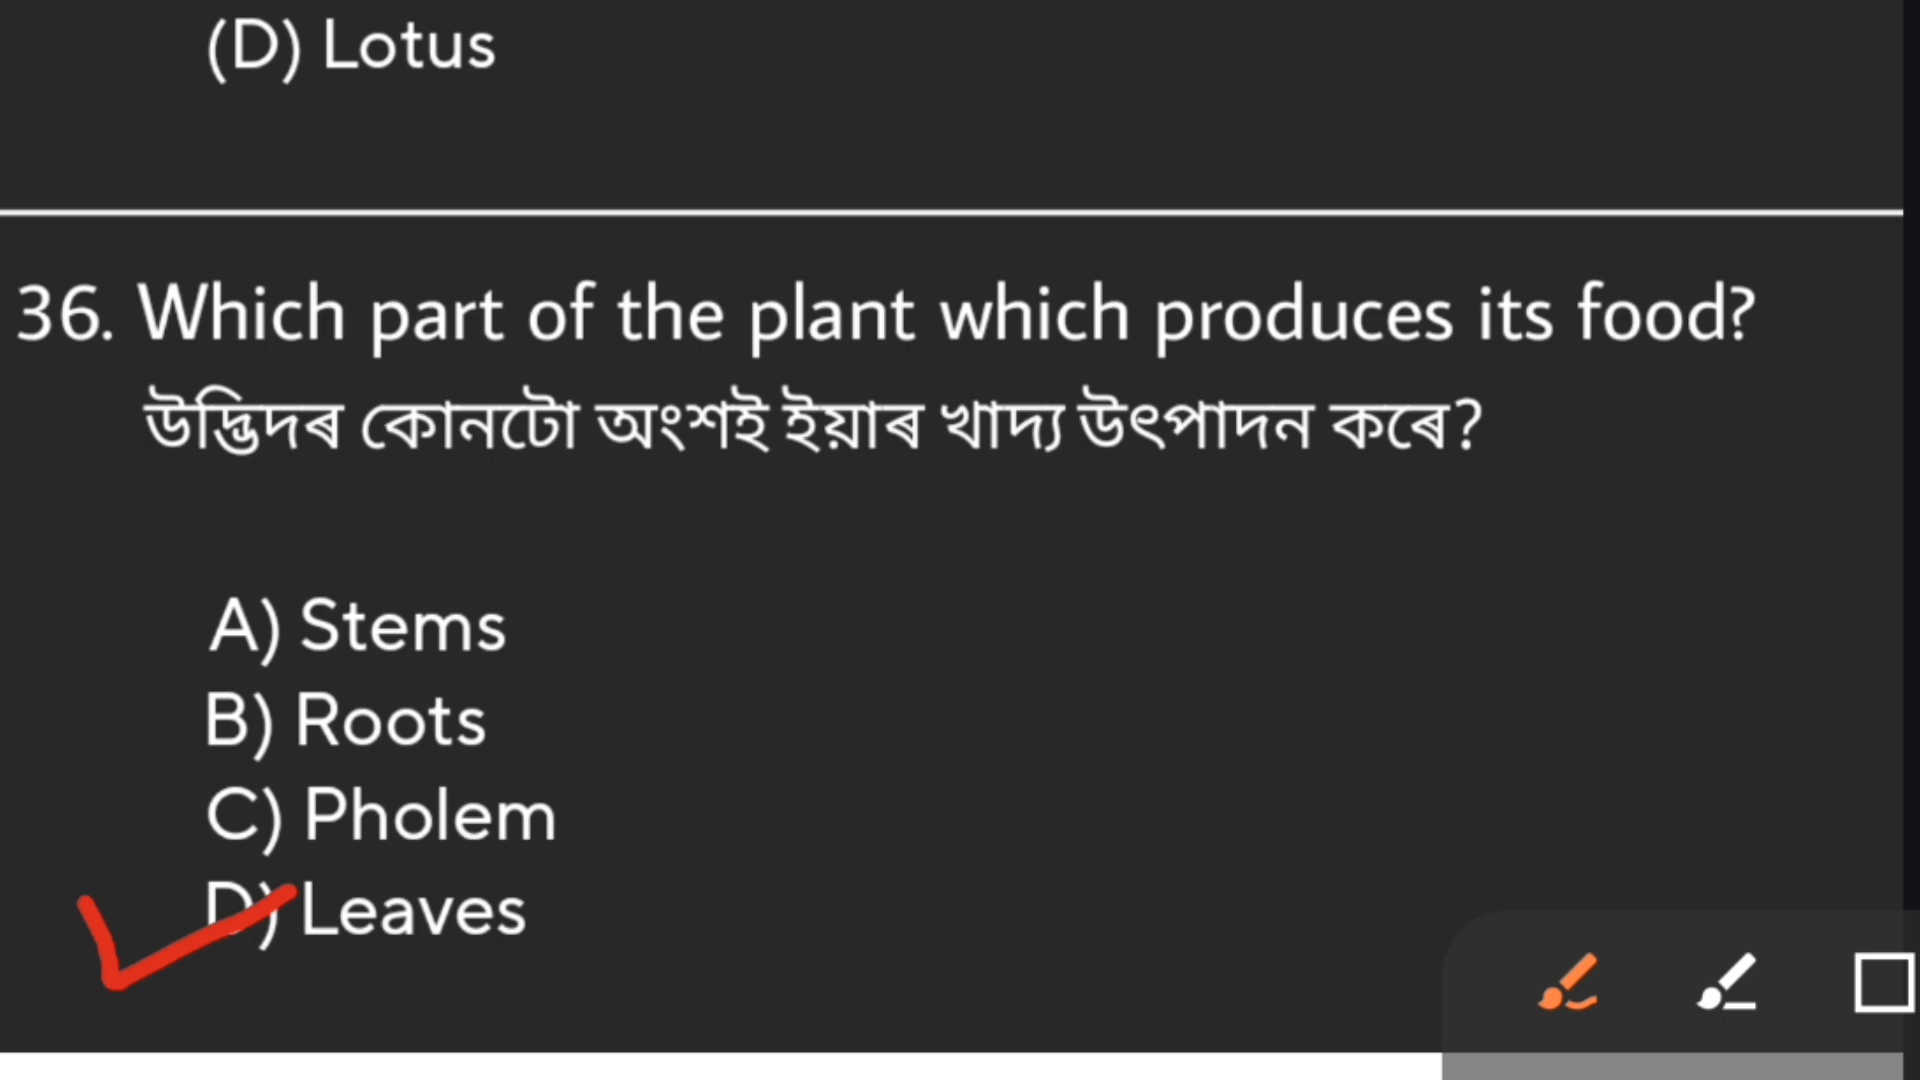 (D) Lotus
36. Which part of the plant which produces its food?
উদ্ভিদৰ কোনটো অংশই ইয়াৰ খাদ্য উৎপাদন কৰে?
A) Stems
B) Roots
C) Pholem
D) Leaves